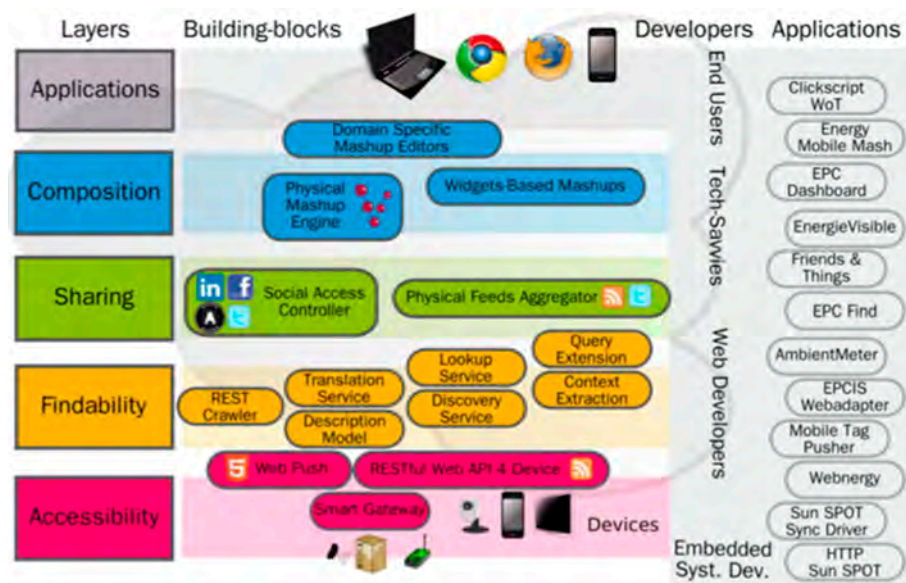 Layers
Building-blocks
Developers
Applications
Applications
Composition
Sharing
Findability
Accessibility
Domain Specific
Mashup Editors
Physical
Mashup
Engine
Widgets-Based Mashups
in
f
A
t
Social Access
Controller
Physical Feeds Aggregator
t
Query
Extension
Lookup
Service
Translation
Service
REST
Crawler
Context
Extraction
Discovery
Service
Description
Model
5
Web Push
RESTful Web API 4 Device
Smart Gateway
Devices
End Users
Tech-Savvies
Web Developers
Embedded
Syst. Dev.
Clickscript
WoT
Energy
Mobile Mash
EPC
Dashboard
EnergieVisible
Friends &
Things
EPC Find
AmbientMeter
EPCIS
Webadapter
Mobile Tag
Pusher
Webnergy
Sun SPOT
Sync Driver
HTTP
Sun SPOT